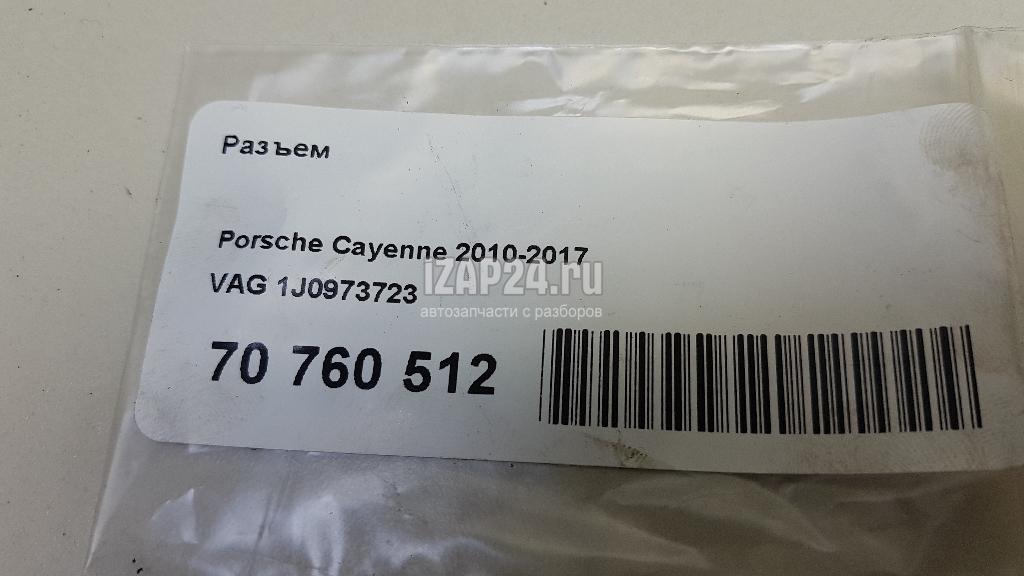 Разъем
Porsche Cayenne 2010-2017
IZAP24.ru
VAG 1J0973723
автозапчасти с разборов
70 760 512